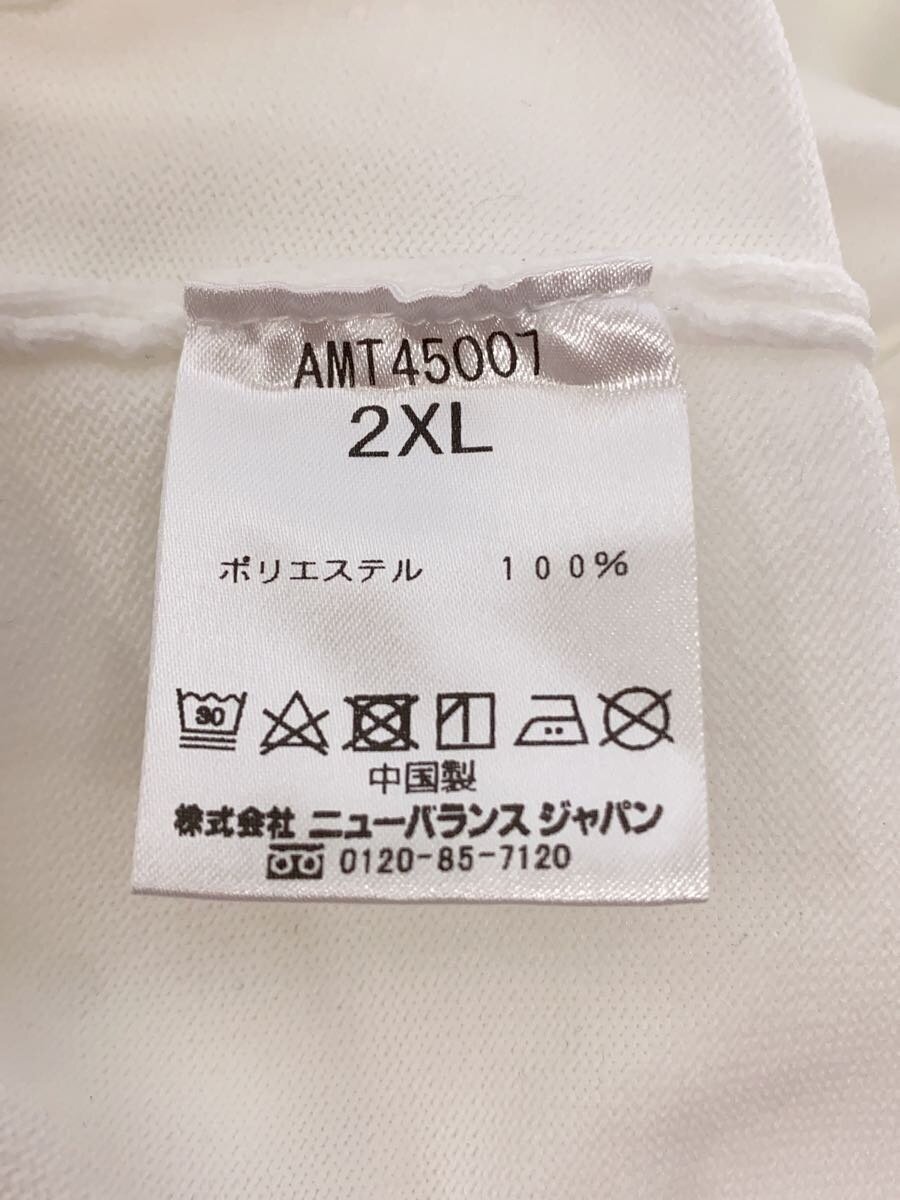 AMT45007
2XL
ポリエステル 100%
30
中国製
株式会社 ニューバランス ジャパン
0120-85-7120